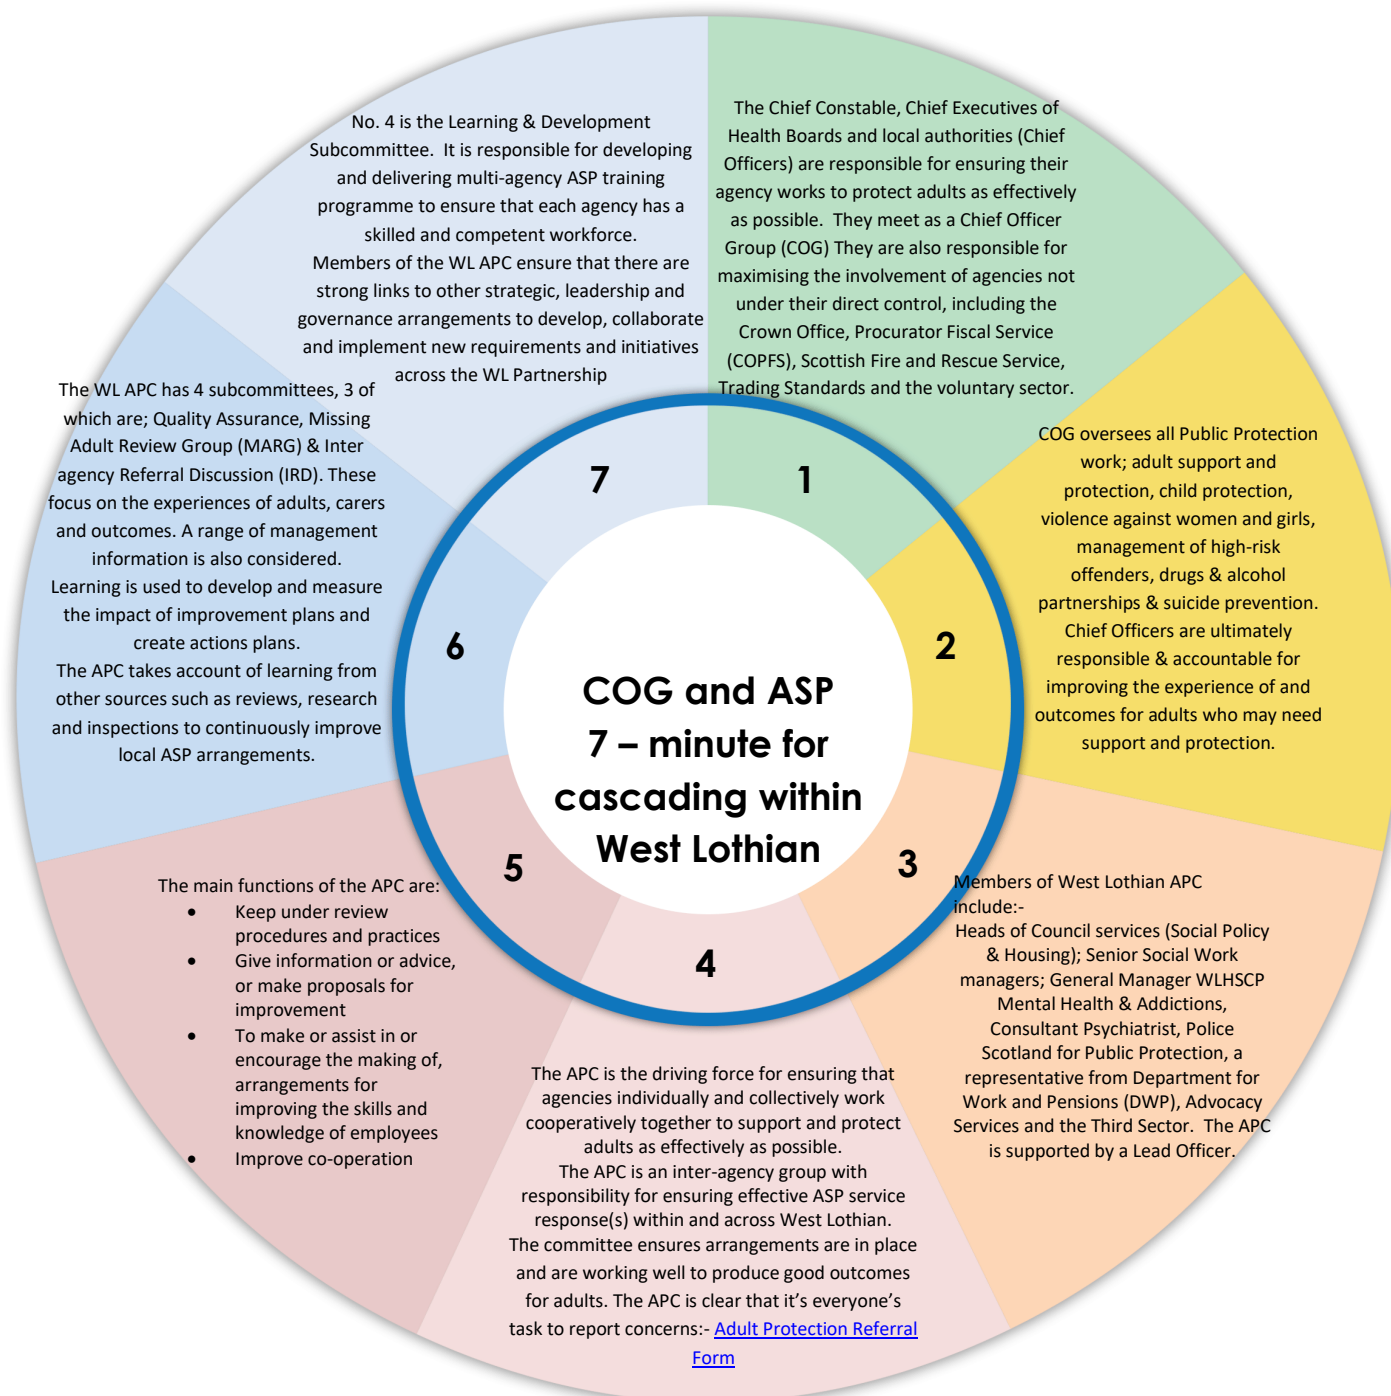 The Chief Constable, Chief Executives of
Health Boards and local authorities (Chief
Officers) are responsible for ensuring their
agency works to protect adults as effectively
as possible.  They meet as a Chief Officer
Group (COG) They are also responsible for
maximising the involvement of agencies not
under their direct control, including the
Crown Office, Procurator Fiscal Service
(COPFS), Scottish Fire and Rescue Service,
Trading Standards and the voluntary sector.
1
COG oversees all Public Protection
work; adult support and
protection, child protection,
violence against women and girls,
management of high-risk
offenders, drugs & alcohol
partnerships & suicide prevention.
Chief Officers are ultimately
responsible & accountable for
improving the experience of and
outcomes for adults who may need
support and protection.
2
Members of West Lothian APC
include:-
Heads of Council services (Social Policy
& Housing); Senior Social Work
managers; General Manager WLHSCP
Mental Health & Addictions,
Consultant Psychiatrist, Police
Scotland for Public Protection, a
representative from Department for
Work and Pensions (DWP), Advocacy
Services and the Third Sector.  The APC
is supported by a Lead Officer.
3
The APC is the driving force for ensuring that
agencies individually and collectively work
cooperatively together to support and protect
adults as effectively as possible.
The APC is an inter-agency group with
responsibility for ensuring effective ASP service
response(s) within and across West Lothian.
The committee ensures arrangements are in place
and are working well to produce good outcomes
for adults. The APC is clear that it’s everyone’s
task to report concerns:- Adult Protection Referral
Form
4
The main functions of the APC are:
• Keep under review
procedures and practices
• Give information or advice,
or make proposals for
improvement
• To make or assist in or
encourage the making of,
arrangements for
improving the skills and
knowledge of employees
• Improve co-operation
5
The WL APC has 4 subcommittees, 3 of
which are; Quality Assurance, Missing
Adult Review Group (MARG) & Inter
agency Referral Discussion (IRD). These
focus on the experiences of adults, carers
and outcomes. A range of management
information is also considered.
Learning is used to develop and measure
the impact of improvement plans and
create actions plans.
The APC takes account of learning from
other sources such as reviews, research
and inspections to continuously improve
local ASP arrangements.
6
No. 4 is the Learning & Development
Subcommittee.  It is responsible for developing
and delivering multi-agency ASP training
programme to ensure that each agency has a
skilled and competent workforce.
Members of the WL APC ensure that there are
strong links to other strategic, leadership and
governance arrangements to develop, collaborate
and implement new requirements and initiatives
across the WL Partnership
7
COG and ASP
7 – minute for
cascading within
West Lothian